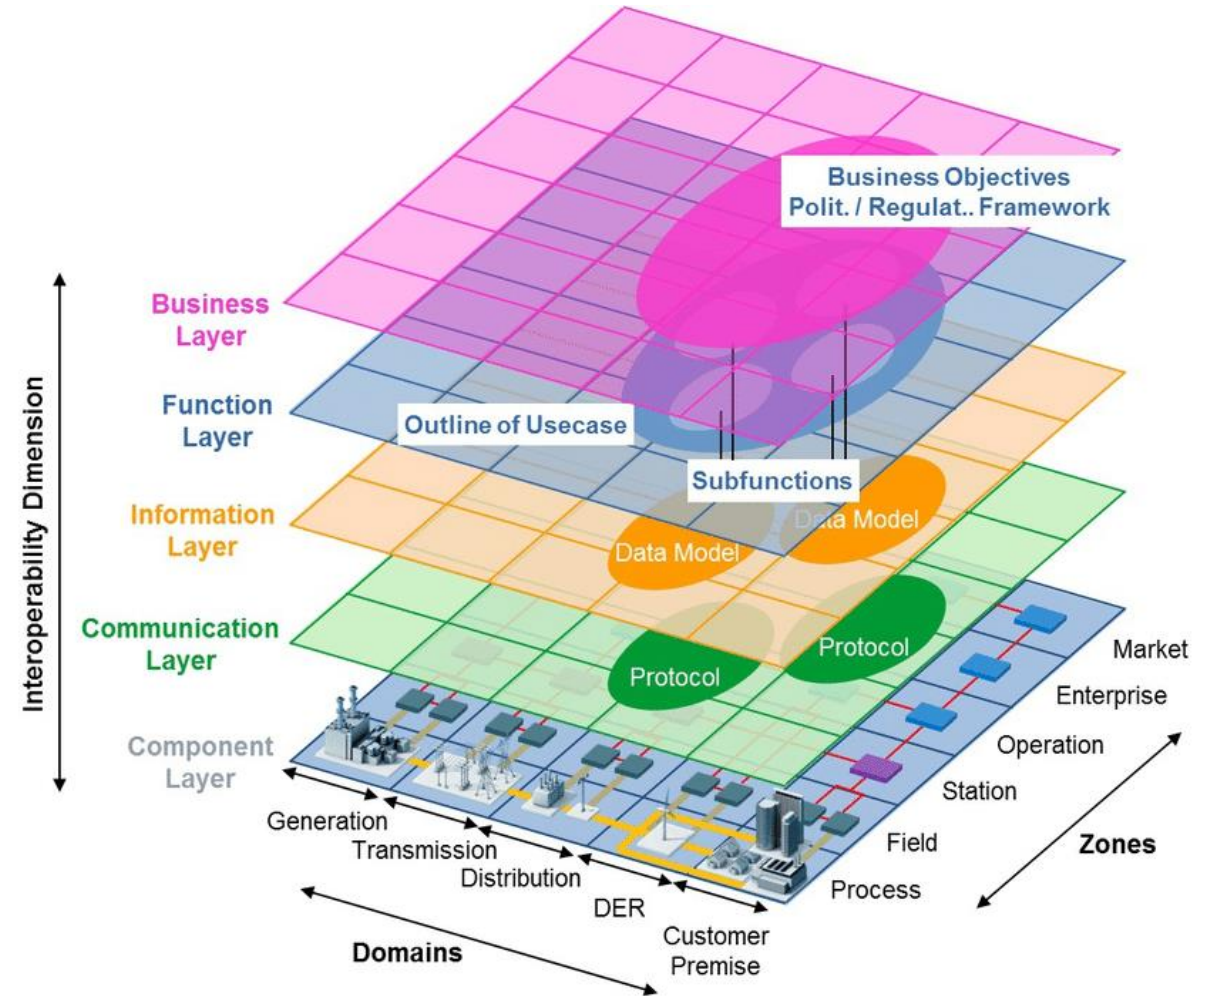 Business Objectives
Polit. / Regulat.. Framework
Business
Layer
Function
Layer
Outline of Usecase
Subfunctions
Information
Layer
Data Model
Data Model
Communication
Layer
Protocol
Protocol
Component
Layer
Interoperability Dimension
Market
Enterprise
Operation
Station
Field
Process
Zones
Generation
Transmission
Distribution
DER
Customer
Premise
Domains